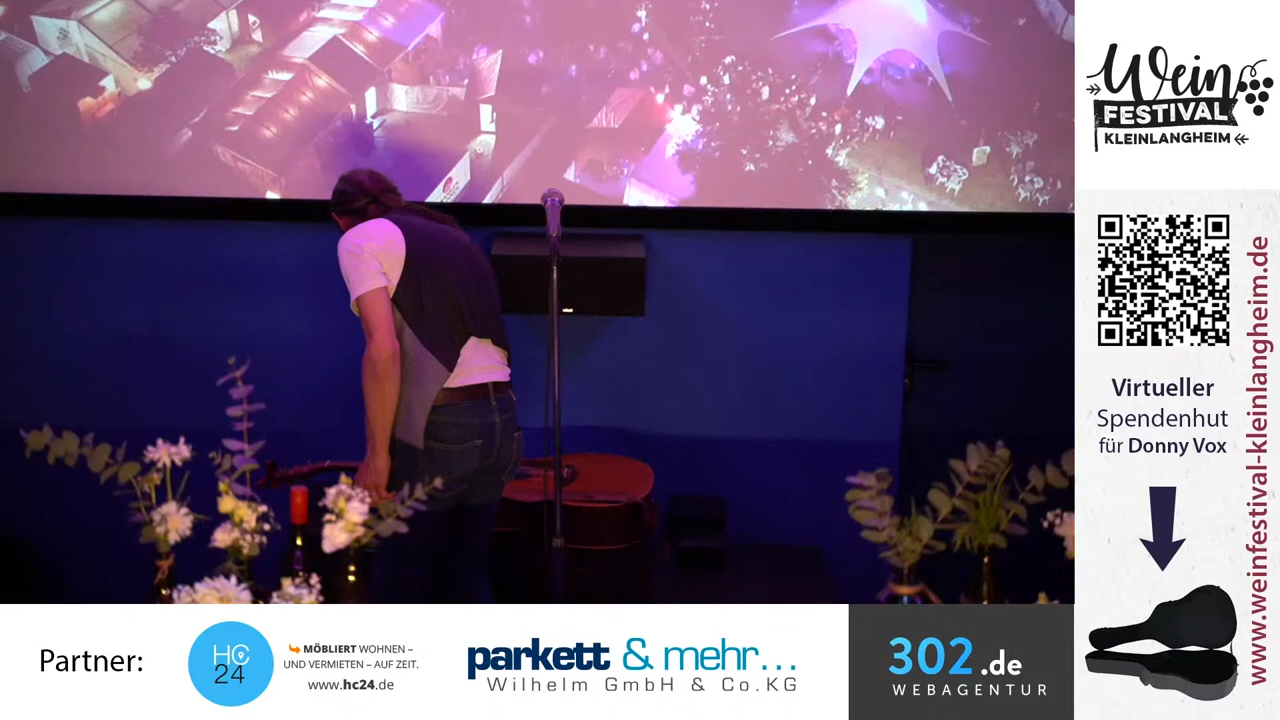 Wein
FESTIVAL
KLEINLANGHEIM
Virtueller
Spendenhut
für Donny Vox
www.weinfestival-kleinlangheim.de
Partner:
HC
24
MÖBLIERT WOHNEN –
UND VERMIETEN – AUF ZEIT.
www.hc24.de
parkett & mehr...
Wilhelm GmbH & Co.KG
302.de
WEBAGENTUR